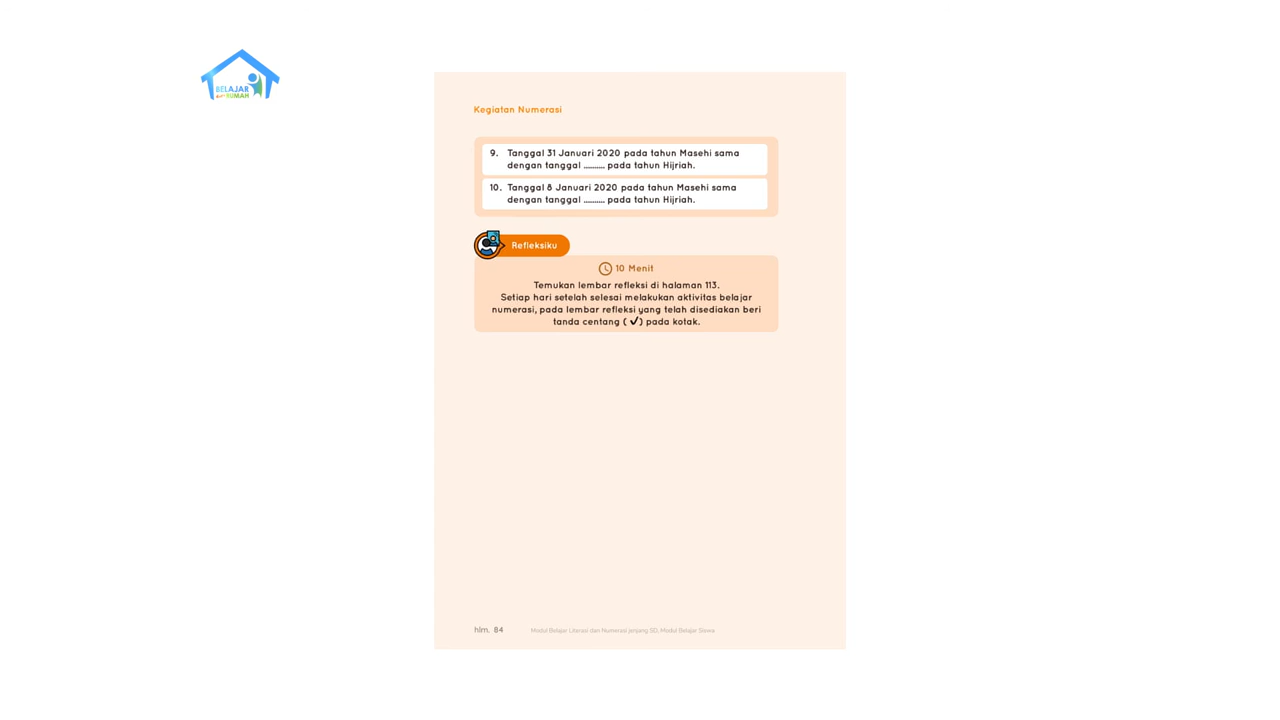 BELAJAR
dari RUMAH
Kegiatan Numerasi
9. Tanggal 31 Januari 2020 pada tahun Masehi sama
dengan tanggal .......... pada tahun Hijriah.
10. Tanggal 8 Januari 2020 pada tahun Masehi sama
dengan tanggal .......... pada tahun Hijriah.
Refleksiku
10 Menit
Temukan lembar refleksi di halaman 113.
Setiap hari setelah selesai melakukan aktivitas belajar
numerasi, pada lembar refleksi yang telah disediakan beri
tanda centang ( ✔) pada kotak.
hlm. 84 Modul Belajar Literasi dan Numerasi jenjang SD, Modul Belajar Siswa